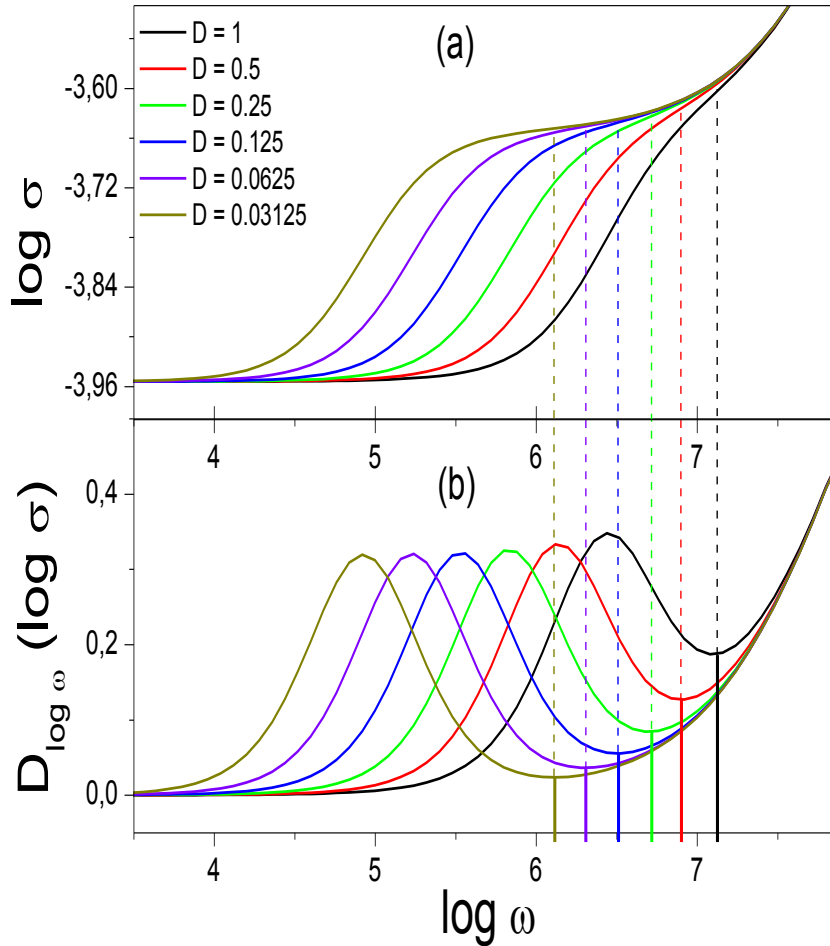 (a)
D = 1
D = 0.5
D = 0.25
D = 0.125
D = 0.0625
D = 0.03125
-3,60
-3,72
-3,84
-3,96
log σ
4 5 6 7
(b)
0,4
0,2
0,0
D log ω (log σ)
4 5 6 7
log ω